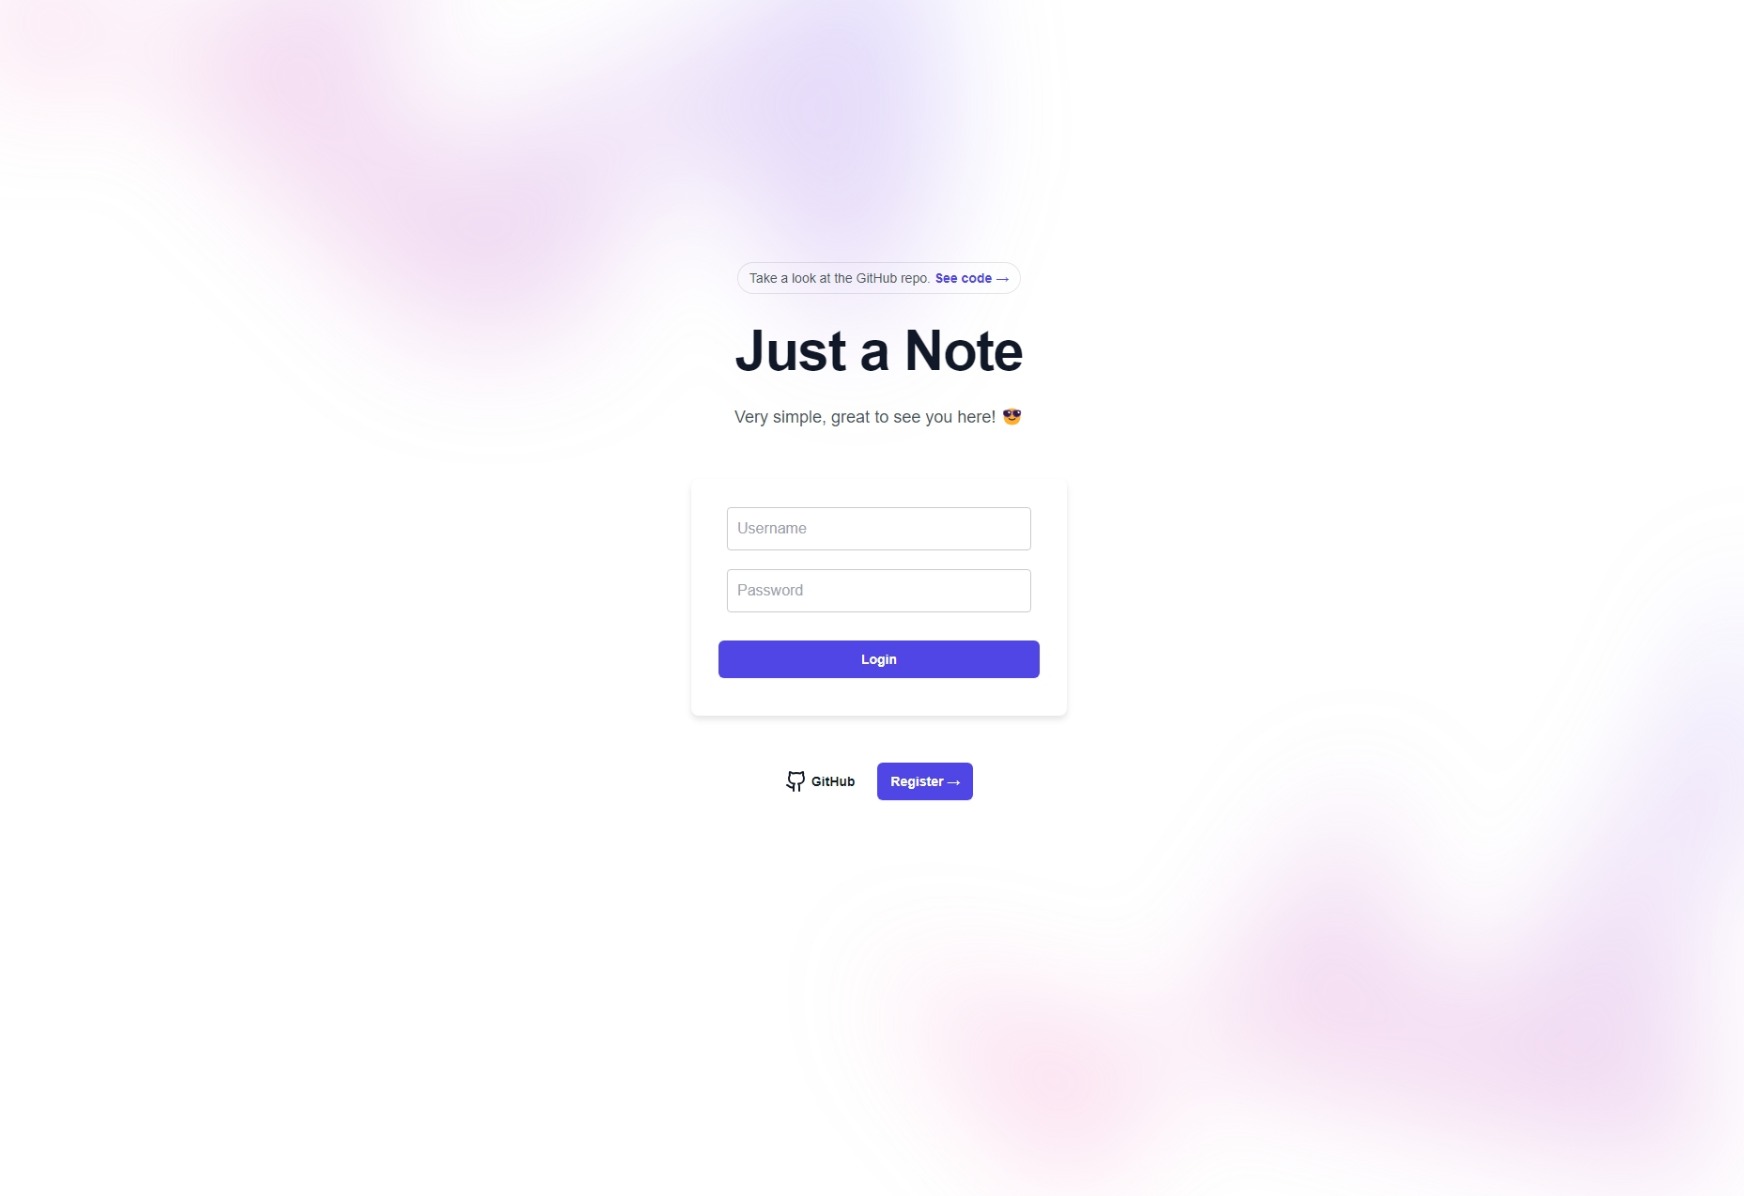 Take a look at the GitHub repo. See code →
Just a Note
Very simple, great to see you here! 😎
Username
Password
Login
GitHub
Register →